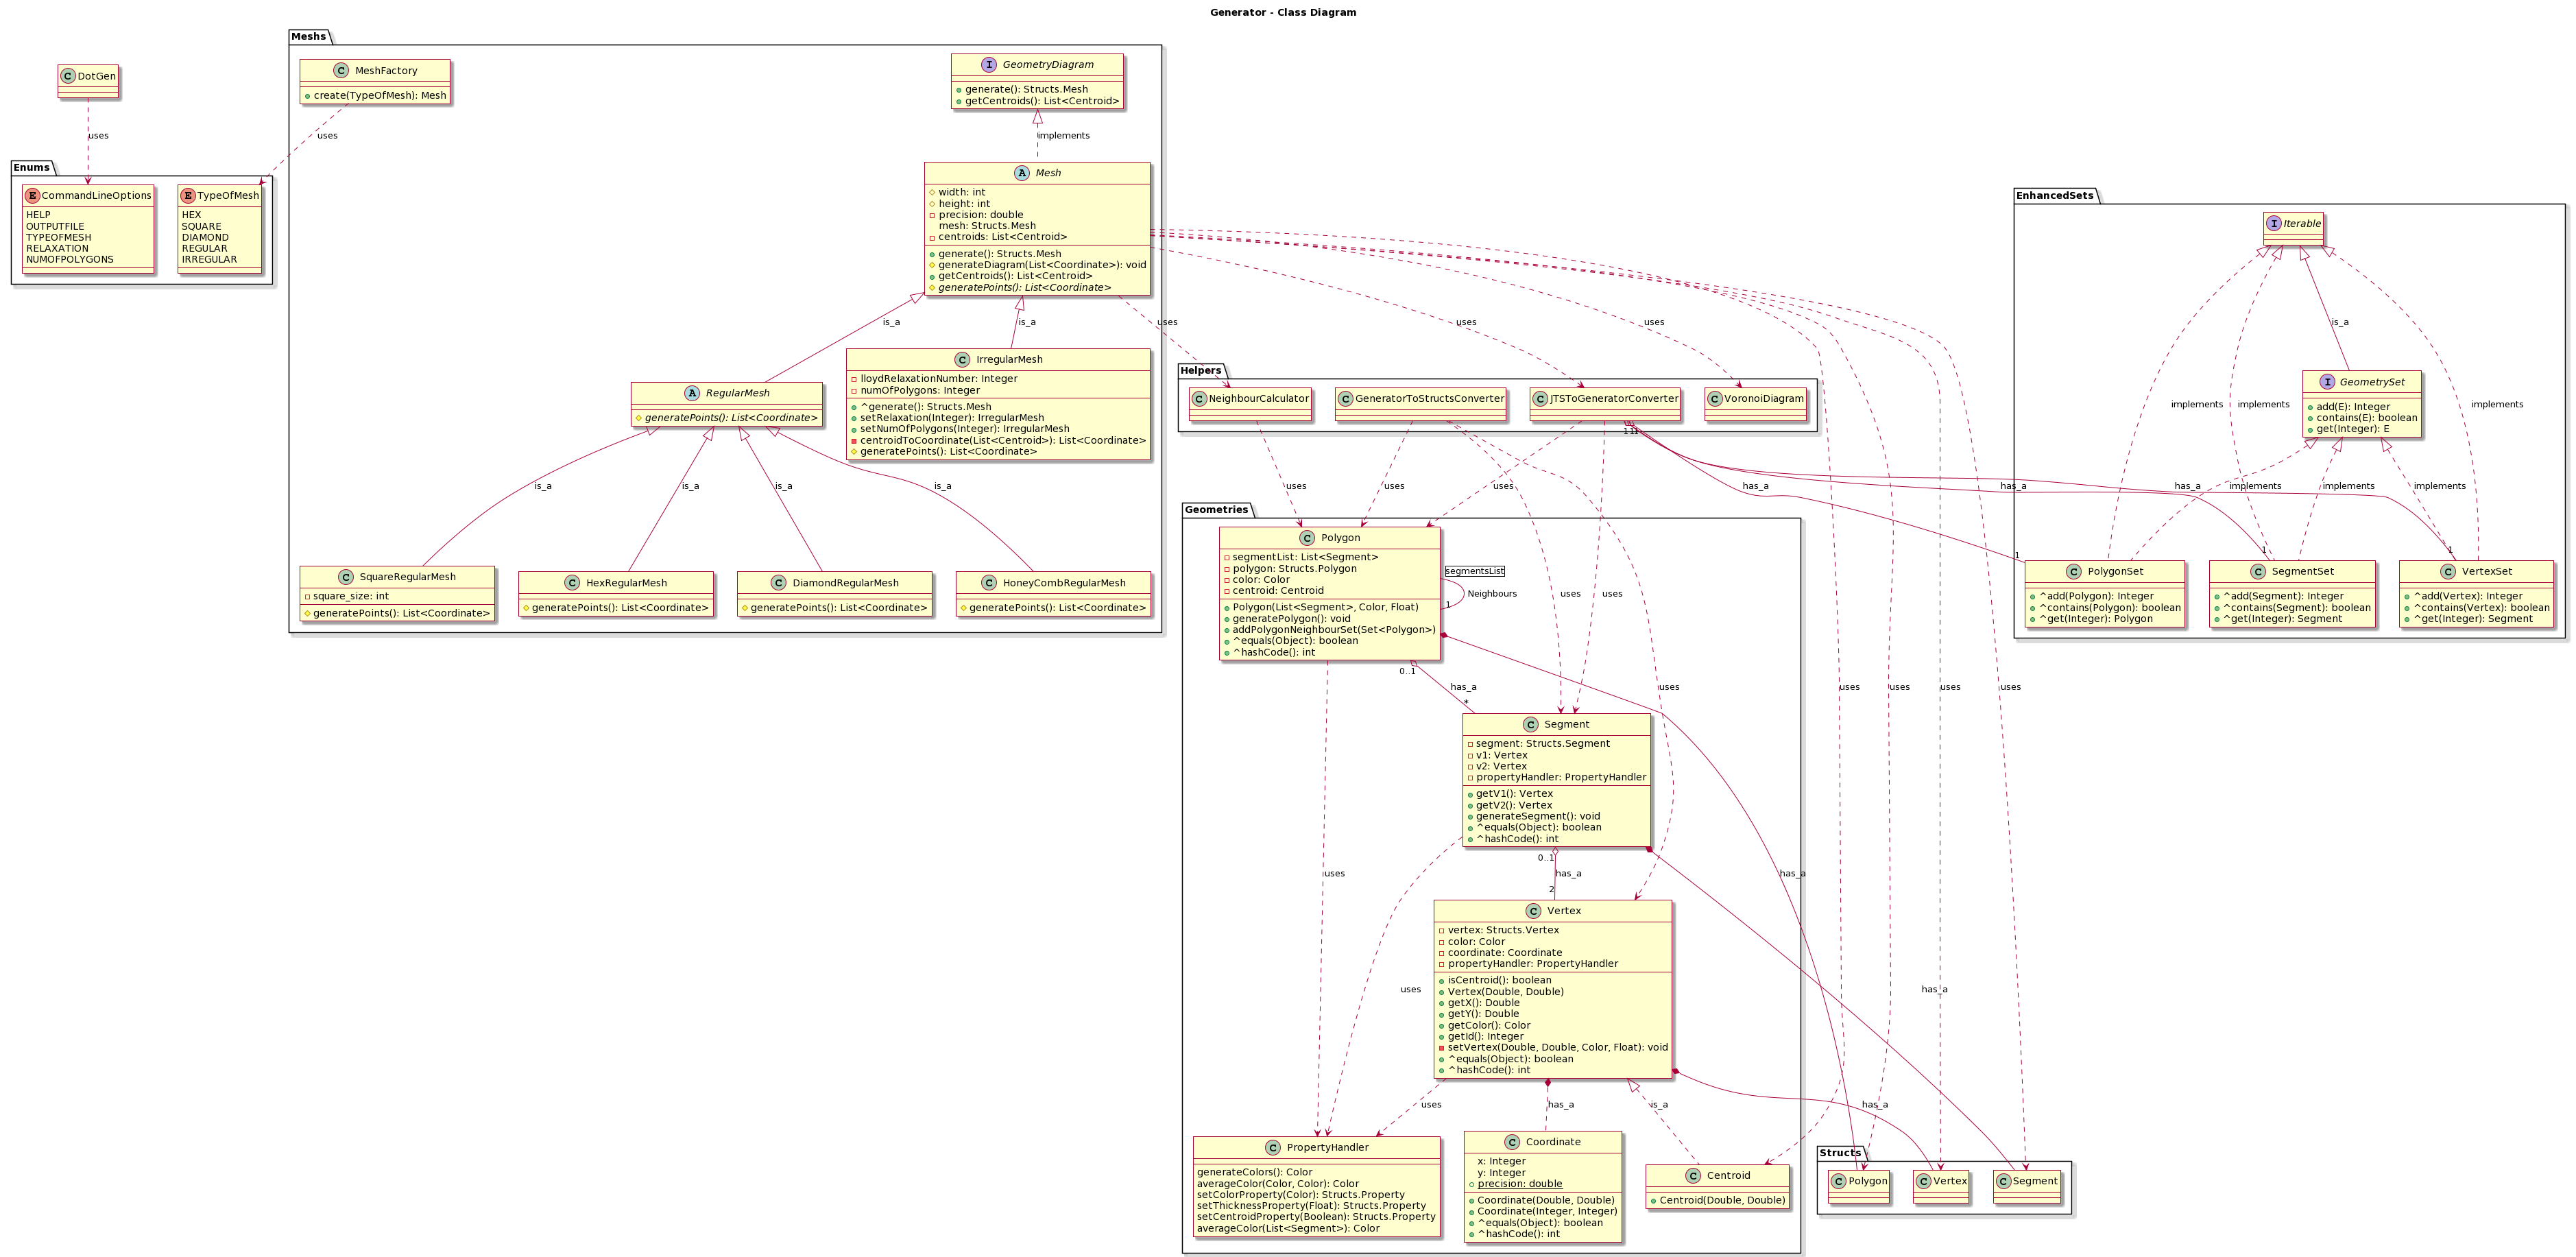 Generator - Class Diagram
Meshs
C DotGen
uses
C MeshFactory
create(TypeOfMesh): Mesh
uses
I GeometryDiagram
generate(): Structs.Mesh
getCentroids(): List<Centroid>
implements
Enums
E CommandLineOptions
HELP
OUTPUTFILE
TYPEOFMESH
RELAXATION
NUMOFPOLYGONS
E TypeOfMesh
HEX
SQUARE
DIAMOND
REGULAR
IRREGULAR
A Mesh
width: int
height: int
precision: double
mesh: Structs.Mesh
centroids: List<Centroid>
generate(): Structs.Mesh
generateDiagram(List<Coordinate>): void
getCentroids(): List<Centroid>
generatePoints(): List<Coordinate>
is_a
is_a
uses
uses
uses
A RegularMesh
generatePoints(): List<Coordinate>
C IrregularMesh
lloydRelaxationNumber: Integer
numOfPolygons: Integer
^generate(): Structs.Mesh
setRelaxation(Integer): IrregularMesh
setNumOfPolygons(Integer): IrregularMesh
centroidToCoordinate(List<Centroid>): List<Coordinate>
generatePoints(): List<Coordinate>
is_a
is_a
is_a
is_a
C SquareRegularMesh
square_size: int
generatePoints(): List<Coordinate>
C HexRegularMesh
generatePoints(): List<Coordinate>
C DiamondRegularMesh
generatePoints(): List<Coordinate>
C HoneyCombRegularMesh
generatePoints(): List<Coordinate>
Helpers
C NeighbourCalculator
C GeneratorToStructsConverter
C JTSToGeneratorConverter
C VoronoiDiagram
1
1
1
uses
uses
uses
has_a
has_a
has_a
EnhancedSets
I Iterable
is_a
I GeometrySet
add(E): Integer
contains(E): boolean
get(Integer): E
implements
implements
implements
implements
implements
implements
1
1
1
C PolygonSet
^add(Polygon): Integer
^contains(Polygon): boolean
^get(Integer): Polygon
C SegmentSet
^add(Segment): Integer
^contains(Segment): boolean
^get(Integer): Segment
C VertexSet
^add(Vertex): Integer
^contains(Vertex): boolean
^get(Integer): Segment
Geometries
C Polygon
segmentList: List<Segment>
polygon: Structs.Polygon
color: Color
centroid: Centroid
Polygon(List<Segment>, Color, Float)
generatePolygon(): void
addPolygonNeighbourSet(Set<Polygon>)
^equals(Object): boolean
^hashCode(): int
segmentsList
Neighbours
1
uses
uses
0..1
has_a
*
uses
uses
uses
uses
uses
C Segment
segment: Structs.Segment
v1: Vertex
v2: Vertex
propertyHandler: PropertyHandler
getV1(): Vertex
getV2(): Vertex
generateSegment(): void
^equals(Object): boolean
^hashCode(): int
0..1
has_a
2
uses
has_a
C Vertex
vertex: Structs.Vertex
color: Color
coordinate: Coordinate
propertyHandler: PropertyHandler
isCentroid(): boolean
Vertex(Double, Double)
getX(): Double
getY(): Double
getColor(): Color
getId(): Integer
setVertex(Double, Double, Color, Float): void
^equals(Object): boolean
^hashCode(): int
uses
has_a
uses
has_a
is_a
has_a
C PropertyHandler
generateColors(): Color
averageColor(Color, Color): Color
setColorProperty(Color): Structs.Property
setThicknessProperty(Float): Structs.Property
setCentroidProperty(Boolean): Structs.Property
averageColor(List<Segment>): Color
C Coordinate
x: Integer
y: Integer
precision: double
Coordinate(Double, Double)
Coordinate(Integer, Integer)
^equals(Object): boolean
^hashCode(): int
C Centroid
Centroid(Double, Double)
Structs
C Polygon
C Vertex
C Segment